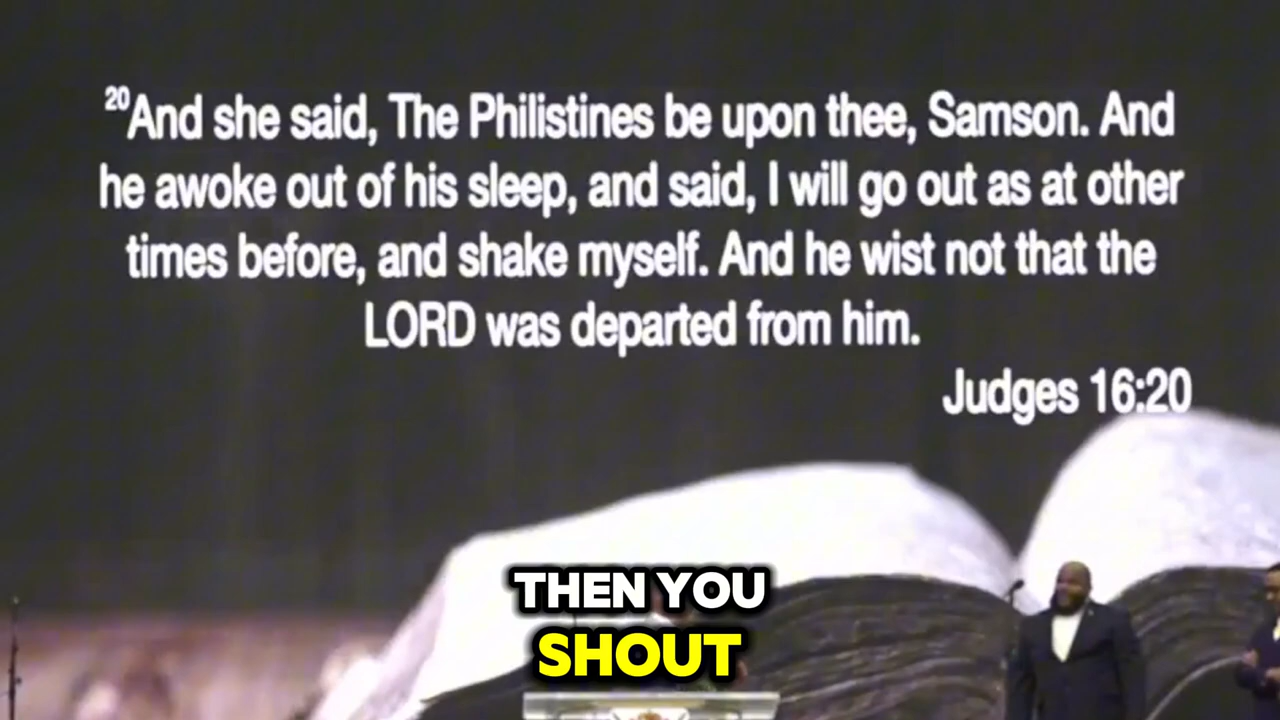 20And she said, The Philistines be upon thee, Samson. And
he awoke out of his sleep, and said, I will go out as at other
times before, and shake myself. And he wist not that the
LORD was departed from him.
Judges 16:20
THEN YOU
SHOUT